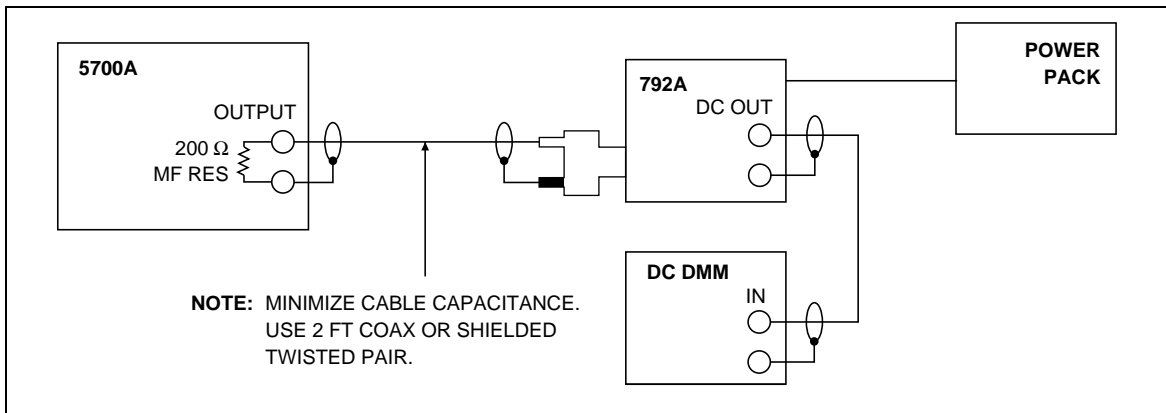 5700A
OUTPUT
200 Ω
MF RES
792A
DC OUT
POWER
PACK
DC DMM
IN
NOTE: MINIMIZE CABLE CAPACITANCE.
USE 2 FT COAX OR SHIELDED
TWISTED PAIR.